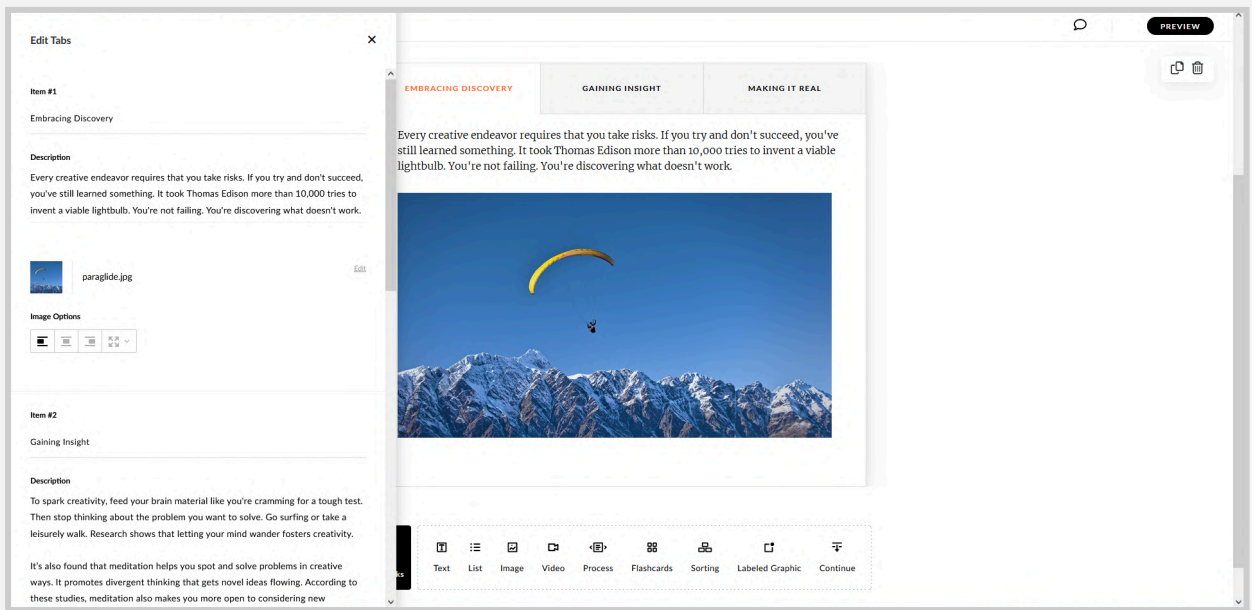 Edit Tabs
PREVIEW
Item #1
Embracing Discovery
Description
Every creative endeavor requires that you take risks. If you try and don't succeed,
you've still learned something. It took Thomas Edison more than 10,000 tries to
invent a viable lightbulb. You're not failing. You're discovering what doesn't work.
paraglide.jpg
Edit
Image Options
Item #2
Gaining Insight
Description
To spark creativity, feed your brain material like you're cramming for a tough test.
Then stop thinking about the problem you want to solve. Go surfing or take a
leisurely walk. Research shows that letting your mind wander fosters creativity.
It's also found that meditation helps you spot and solve problems in creative
ways. It promotes divergent thinking that gets novel ideas flowing. According to
these studies, meditation also makes you more open to considering new
EMBRACING DISCOVERY
GAINING INSIGHT
MAKING IT REAL
Every creative endeavor requires that you take risks. If you try and don't succeed, you've
still learned something. It took Thomas Edison more than 10,000 tries to invent a viable
lightbulb. You're not failing. You're discovering what doesn't work.
ks
Text
List
Image
Video
Process
Flashcards
Sorting
Labeled Graphic
Continue